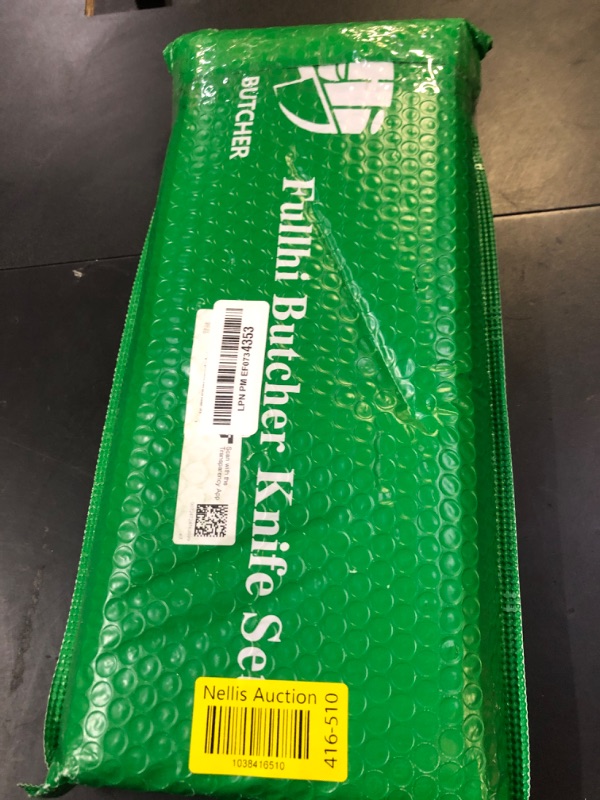 BUTCHER
Fullhi Butcher Knife Se
LPN PM EF0734353
Scan with the
Transparency App
Nellis Auction
416-510
1038416510